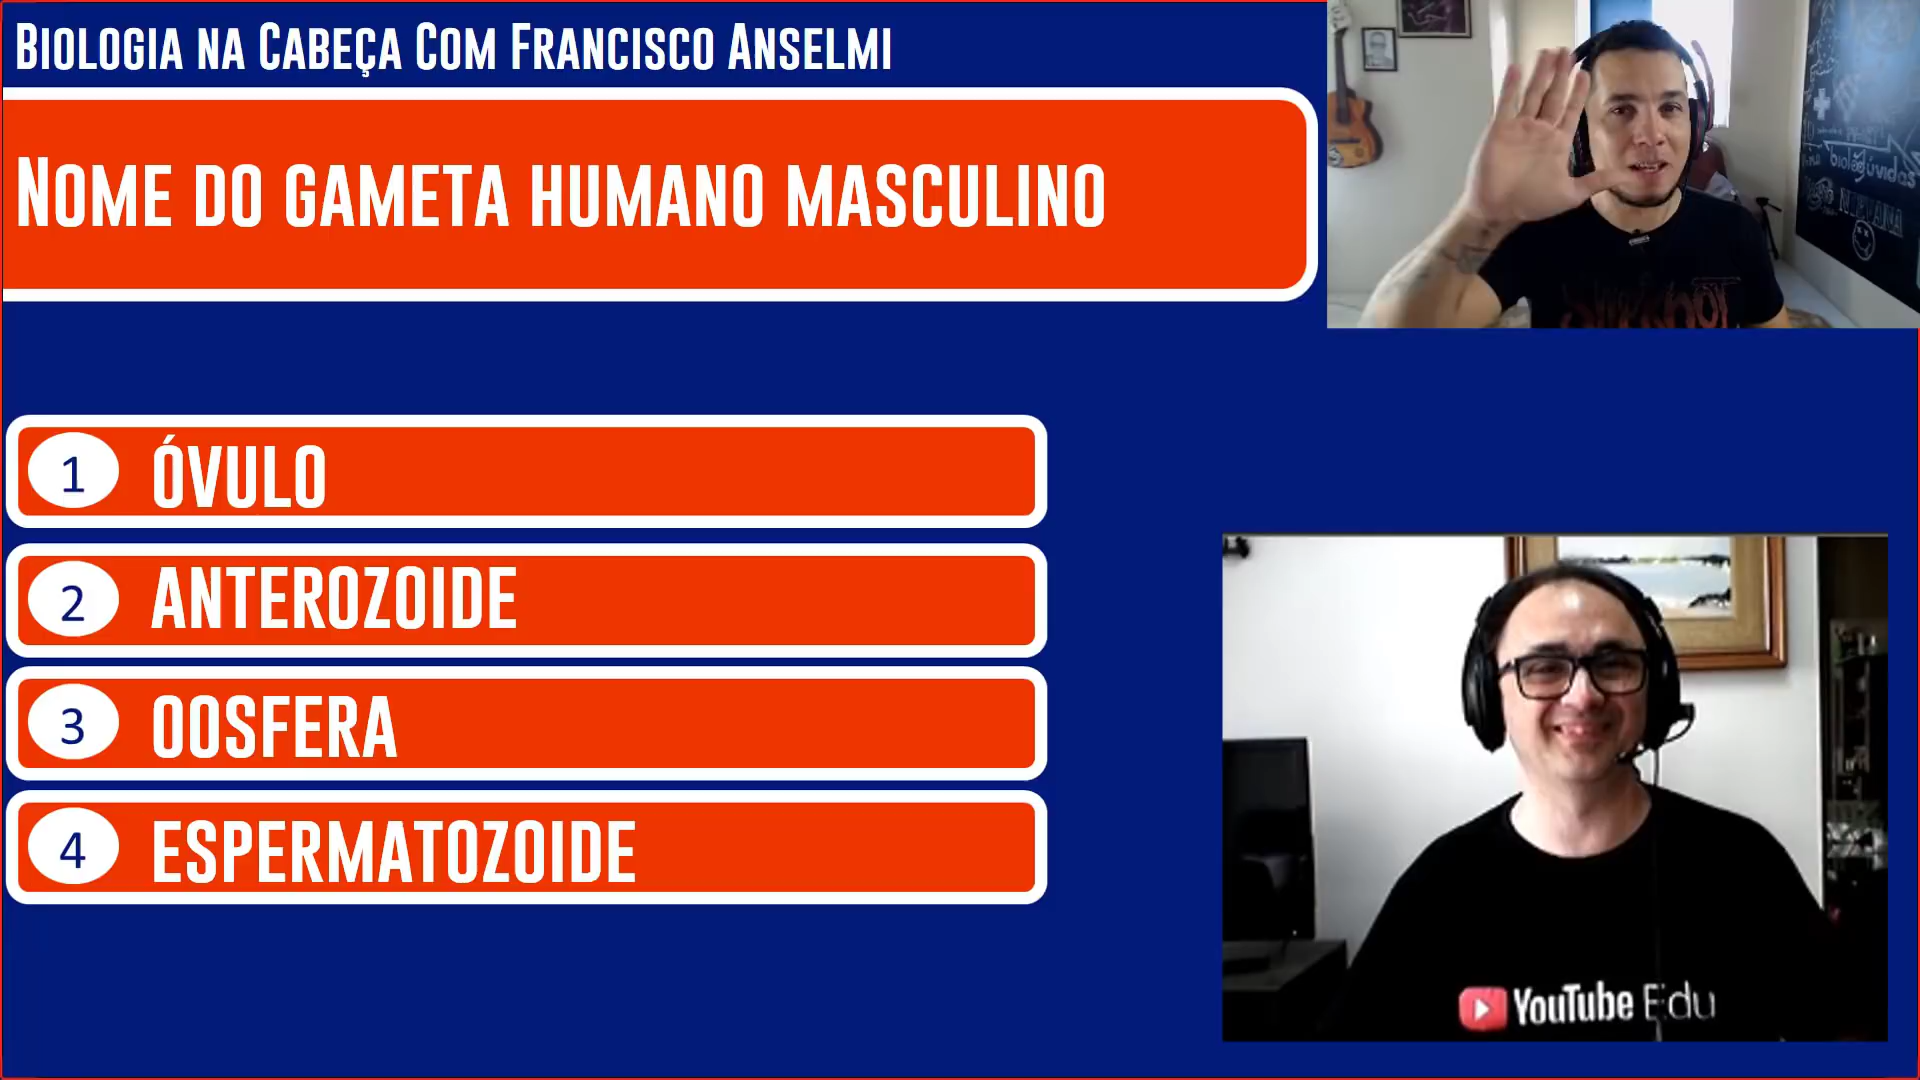 Biologia na Cabeça Com Francisco Anselmi
Nome do gameta humano masculino
1 ÓVULO
2 ANTEROZOIDE
3 OOSFERA
4 ESPERMATOZOIDE
YouTube Edu
NIRVANA